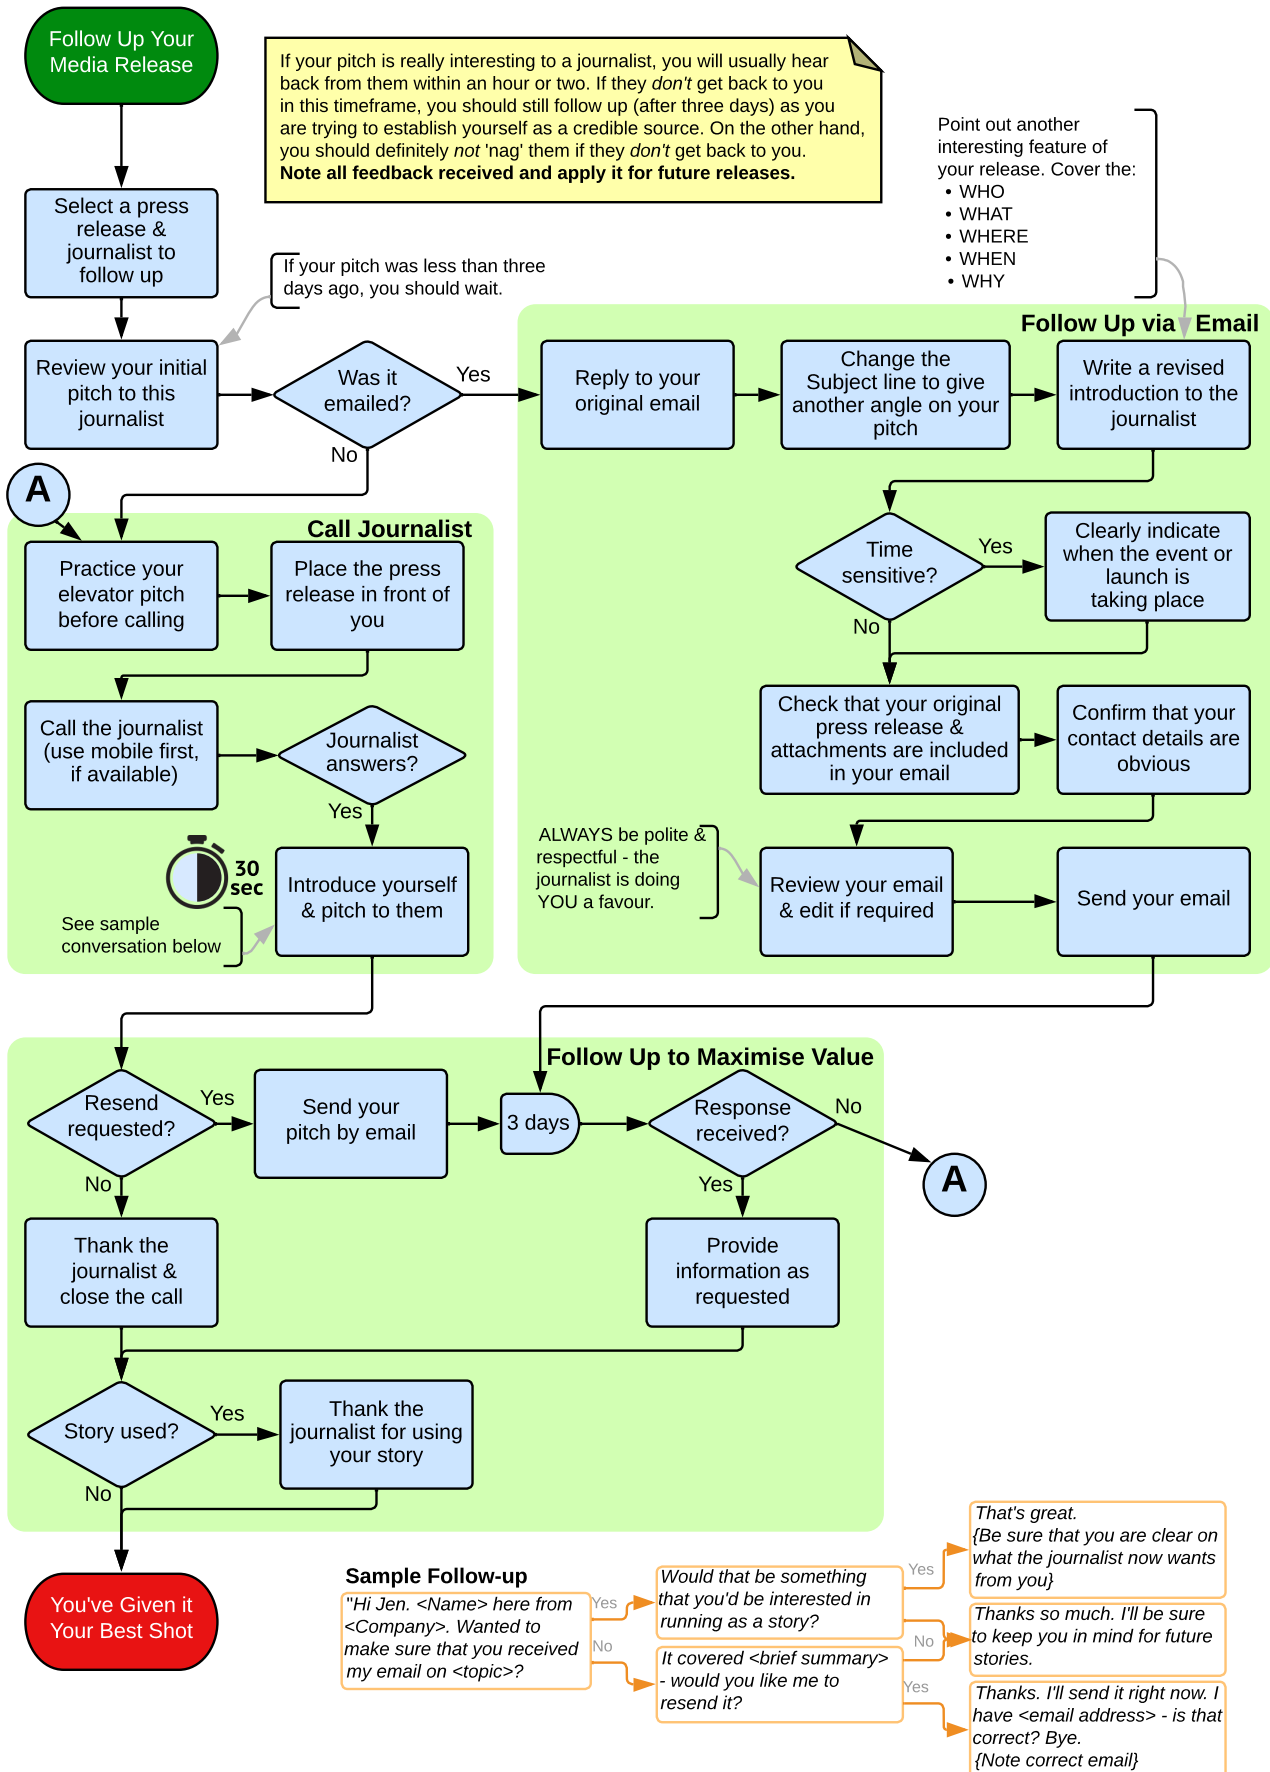 Follow Up Your
Media Release
If your pitch is really interesting to a journalist, you will usually hear
back from them within an hour or two. If they don't get back to you
in this timeframe, you should still follow up (after three days) as you
are trying to establish yourself as a credible source. On the other hand,
you should definitely not 'nag' them if they don't get back to you.
Note all feedback received and apply it for future releases.
Point out another
interesting feature of
your release. Cover the:
• WHO
• WHAT
• WHERE
• WHEN
• WHY
Select a press
release &
journalist to
follow up
If your pitch was less than three
days ago, you should wait.
Review your initial
pitch to this
journalist
Was it
emailed?
Yes
No
Follow Up via Email
Reply to your
original email
Change the
Subject line to give
another angle on your
pitch
Write a revised
introduction to the
journalist
Time
sensitive?
Yes
No
Clearly indicate
when the event or
launch is
taking place
Check that your original
press release &
attachments are included
in your email
Confirm that your
contact details are
obvious
ALWAYS be polite &
respectful - the
journalist is doing
YOU a favour.
Review your email
& edit if required
Send your email
A
Call Journalist
Practice your
elevator pitch
before calling
Place the press
release in front of
you
Call the journalist
(use mobile first,
if available)
Journalist
answers?
Yes
30
sec
See sample
conversation below
Introduce yourself
& pitch to them
Follow Up to Maximise Value
Resend
requested?
Yes
No
Send your
pitch by email
3 days
Response
received?
No
Yes
A
Thank the
journalist &
close the call
Provide
information as
requested
Story used?
Yes
No
Thank the
journalist for using
your story
You've Given it
Your Best Shot
Sample Follow-up
"Hi Jen. <Name> here from
<Company>. Wanted to
make sure that you received
my email on <topic>?
Yes
No
Would that be something
that you'd be interested in
running as a story?
It covered <brief summary>
- would you like me to
resend it?
Yes
No
Yes
That's great.
{Be sure that you are clear on
what the journalist now wants
from you}
Thanks so much. I'll be sure
to keep you in mind for future
stories.
Thanks. I'll send it right now. I
have <email address> - is that
correct? Bye.
{Note correct email}